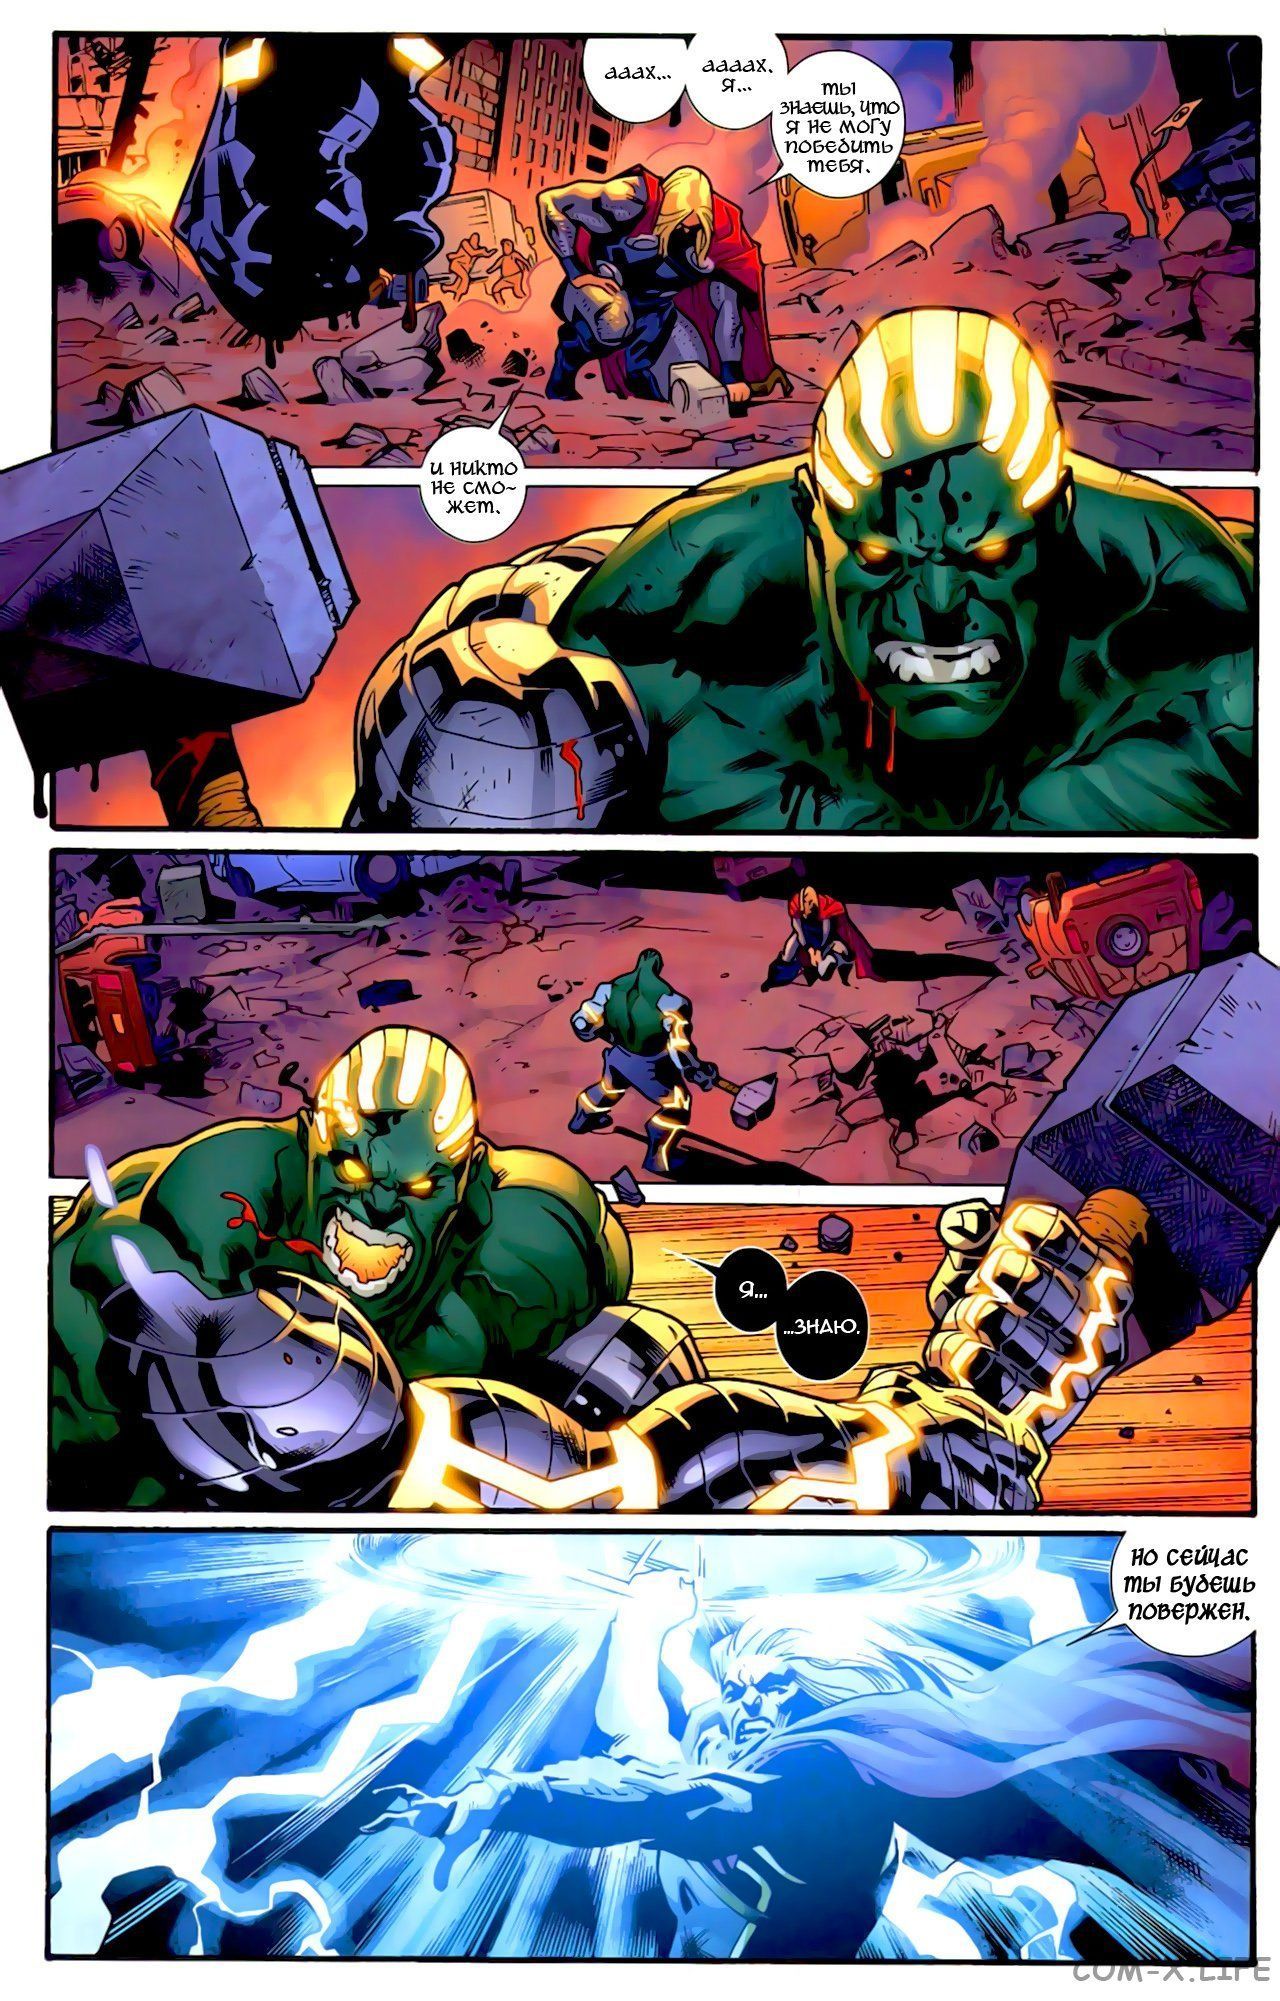 АААХ...
ААААХ.
Я...
ТЫ
ЗНАЕШЬ, ЧТО
Я НЕ МОГУ
ПОБЕДИТЬ
ТЕБЯ.
И НИКТО
НЕ СМО-
ЖЕТ.
Я...
...ЗНАЮ.
НО СЕЙЧАС
ТЫ БУДЕШЬ
ПОВЕРЖЕН.
COM-X.LIFE